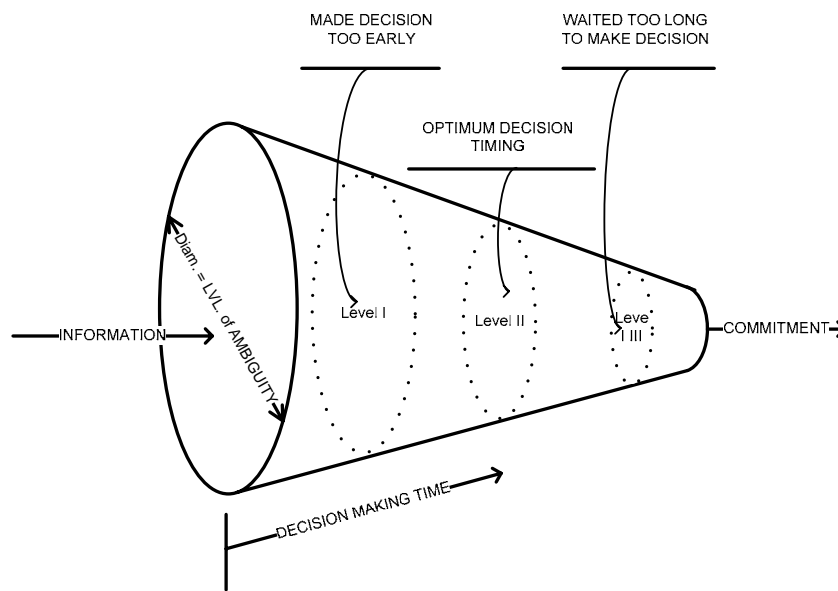 MADE DECISION
TOO EARLY
WAITED TOO LONG
TO MAKE DECISION
OPTIMUM DECISION
TIMING
Diam. = LVL. of AMBIGUITY
Level I
Level II
Leve
l III
INFORMATION
COMMITMENT
DECISION MAKING TIME